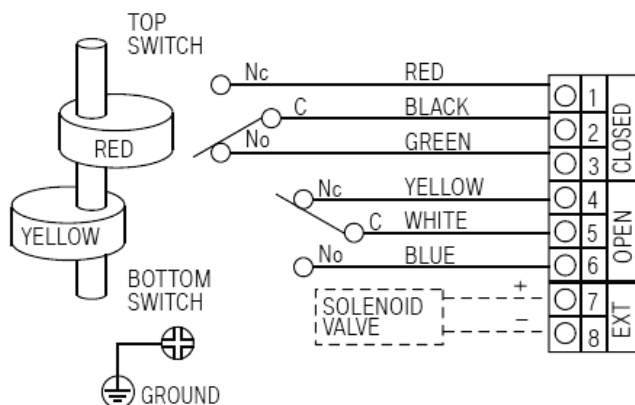 TOP
SWITCH
RED
YELLOW
BOTTOM
SWITCH
GROUND
Nc RED 1
C BLACK 2
No GREEN 3
CLOSED
Nc YELLOW 4
C WHITE 5
No BLUE 6
OPEN
SOLENOID
VALVE
+ 7
− 8
EXT